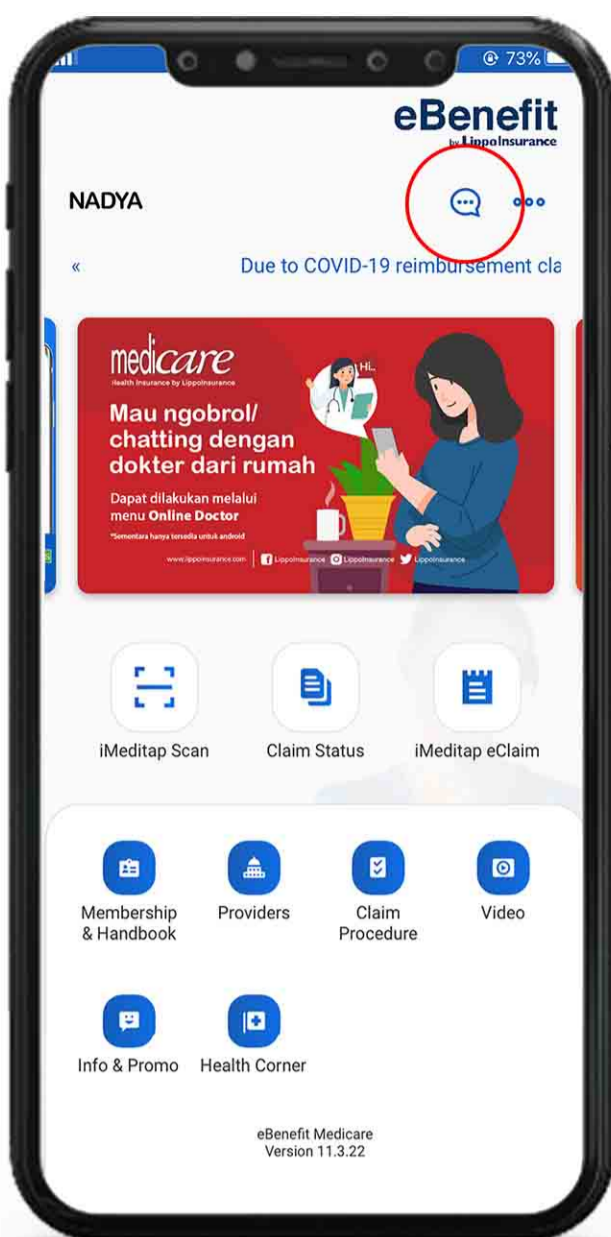 73%
eBenefit
by LippoInsurance
NADYA
« Due to COVID-19 reimbursement cla
medicare
Health Insurance by LippoInsurance
Hi..
Mau ngobrol/
chatting dengan
dokter dari rumah
Dapat dilakukan melalui
menu Online Doctor
*Sementara hanya tersedia untuk android
www.lippoinsurance.com LippoInsurance LippoInsurance LippoInsurance
iMeditap Scan Claim Status iMeditap eClaim
Membership
& Handbook
Providers
Claim
Procedure
Video
Info & Promo Health Corner
eBenefit Medicare
Version 11.3.22